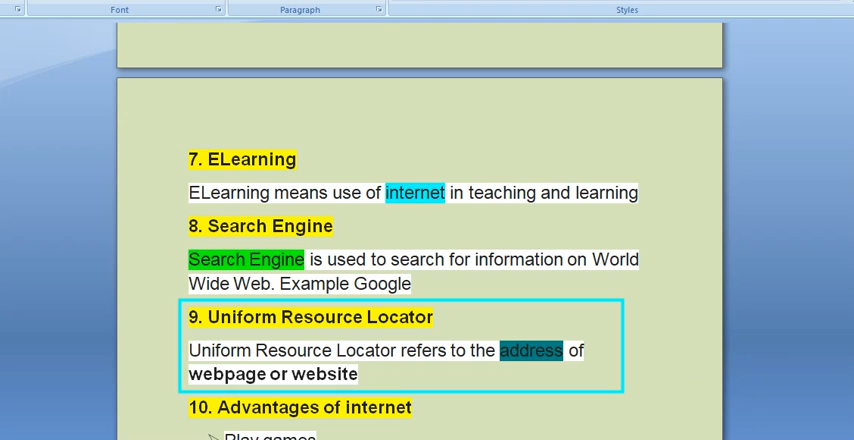 Font Paragraph Styles
7. ELearning
ELearning means use of internet in teaching and learning
8. Search Engine
Search Engine is used to search for information on World
Wide Web. Example Google
9. Uniform Resource Locator
Uniform Resource Locator refers to the address of
webpage or website
10. Advantages of internet
Play games